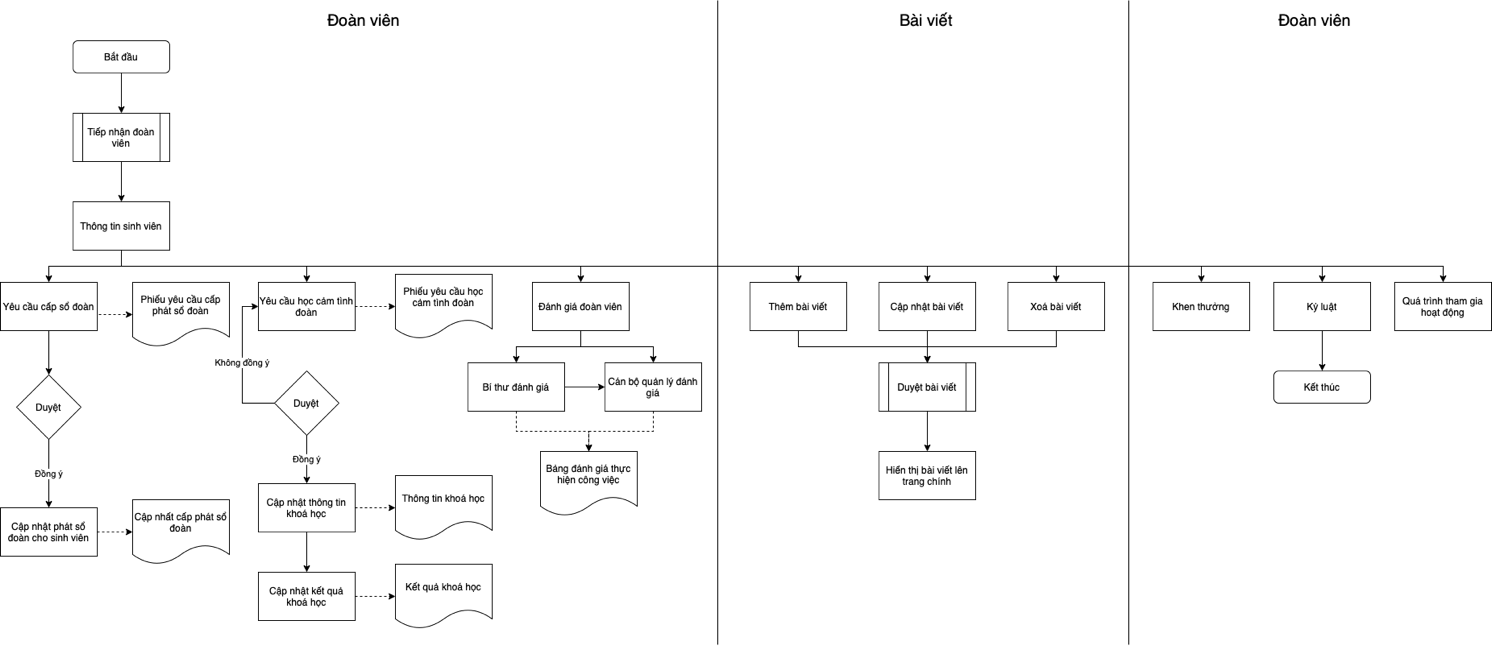 Đoàn viên
Bài viết
Đoàn viên
Bắt đầu
Tiếp nhận đoàn
viên
Thông tin sinh viên
Yêu cầu cấp sổ đoàn
Phiếu yêu cầu cấp
phát sổ đoàn
Yêu cầu học cảm tình
đoàn
Phiếu yêu cầu học
cảm tình đoàn
Đánh giá đoàn viên
Thêm bài viết
Cập nhật bài viết
Xoá bài viết
Khen thưởng
Kỷ luật
Quá trình tham gia
hoạt động
Không đồng ý
Bí thư đánh giá
Cán bộ quản lý đánh
giá
Duyệt bài viết
Kết thúc
Duyệt
Duyệt
Đồng ý
Đồng ý
Bảng đánh giá thực
hiện công việc
Hiển thị bài viết lên
trang chính
Cập nhật phát sổ
đoàn cho sinh viên
Cập nhất cấp phát sổ
đoàn
Cập nhật thông tin
khoá học
Thông tin khoá học
Cập nhật kết quả
khoá học
Kết quả khoá học